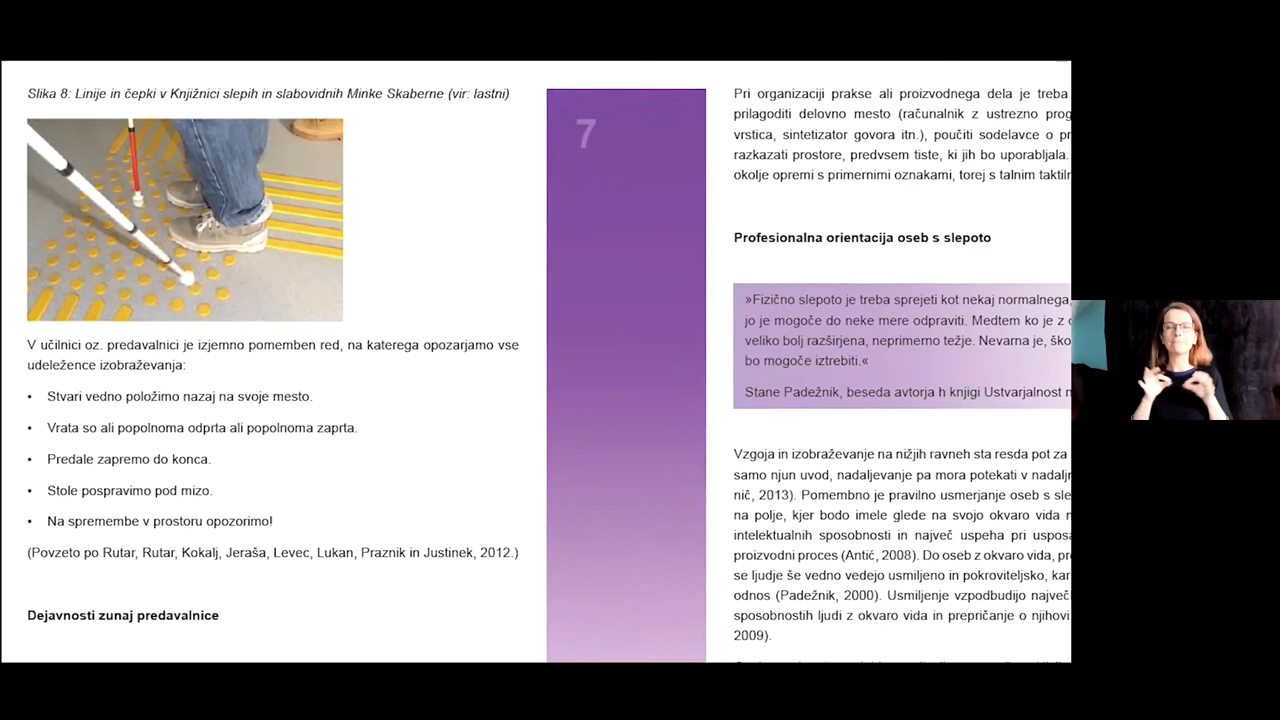 Slika 8: Linije in čepki v Knjižnici slepih in slabovidnih Minke Skaberne (vir: lastni)
V učilnici oz. predavalnici je izjemno pomemben red, na katerega opozarjamo vse
udeležence izobraževanja:
• Stvari vedno položimo nazaj na svoje mesto.
• Vrata so ali popolnoma odprta ali popolnoma zaprta.
• Predale zapremo do konca.
• Stole pospravimo pod mizo.
• Na spremembe v prostoru opozorimo!
(Povzeto po Rutar, Rutar, Kokalj, Jeraša, Levec, Lukan, Praznik in Justinek, 2012.)
Dejavnosti zunaj predavalnice
7
Pri organizaciji prakse ali proizvodnega dela je treba
prilagoditi delovno mesto (računalnik z ustrezno prog
vrstica, sintetizator govora itn.), poučiti sodelavce o pr
razkazati prostore, predvsem tiste, ki jih bo uporabljala.
okolje opremi s primernimi oznakami, torej s talnim taktiln
Profesionalna orientacija oseb s slepoto
»Fizično slepoto je treba sprejeti kot nekaj normalnega,
jo je mogoče do neke mere odpraviti. Medtem ko je z
veliko bolj razširjena, neprimerno težje. Nevarna je, ško
bo mogoče iztrebiti.«
Stane Padežnik, beseda avtorja h knjigi Ustvarjalnost
Vzgoja in izobraževanje na nižjih ravneh sta resda pot za
samo njun uvod, nadaljevanje pa mora potekati v nadalj
nič, 2013). Pomembno je pravilno usmerjanje oseb s sle
na polje, kjer bodo imele glede na svojo okvaro vida
intelektualnih sposobnosti in največ uspeha pri uspos
proizvodni proces (Antić, 2008). Do oseb z okvaro vida, pr
se ljudje še vedno vedejo usmiljeno in pokroviteljsko, kar
odnos (Padežnik, 2000). Usmiljenje vzpodbudijo največ
sposobnostih ljudi z okvaro vida in prepričanje o njihovi
2009).